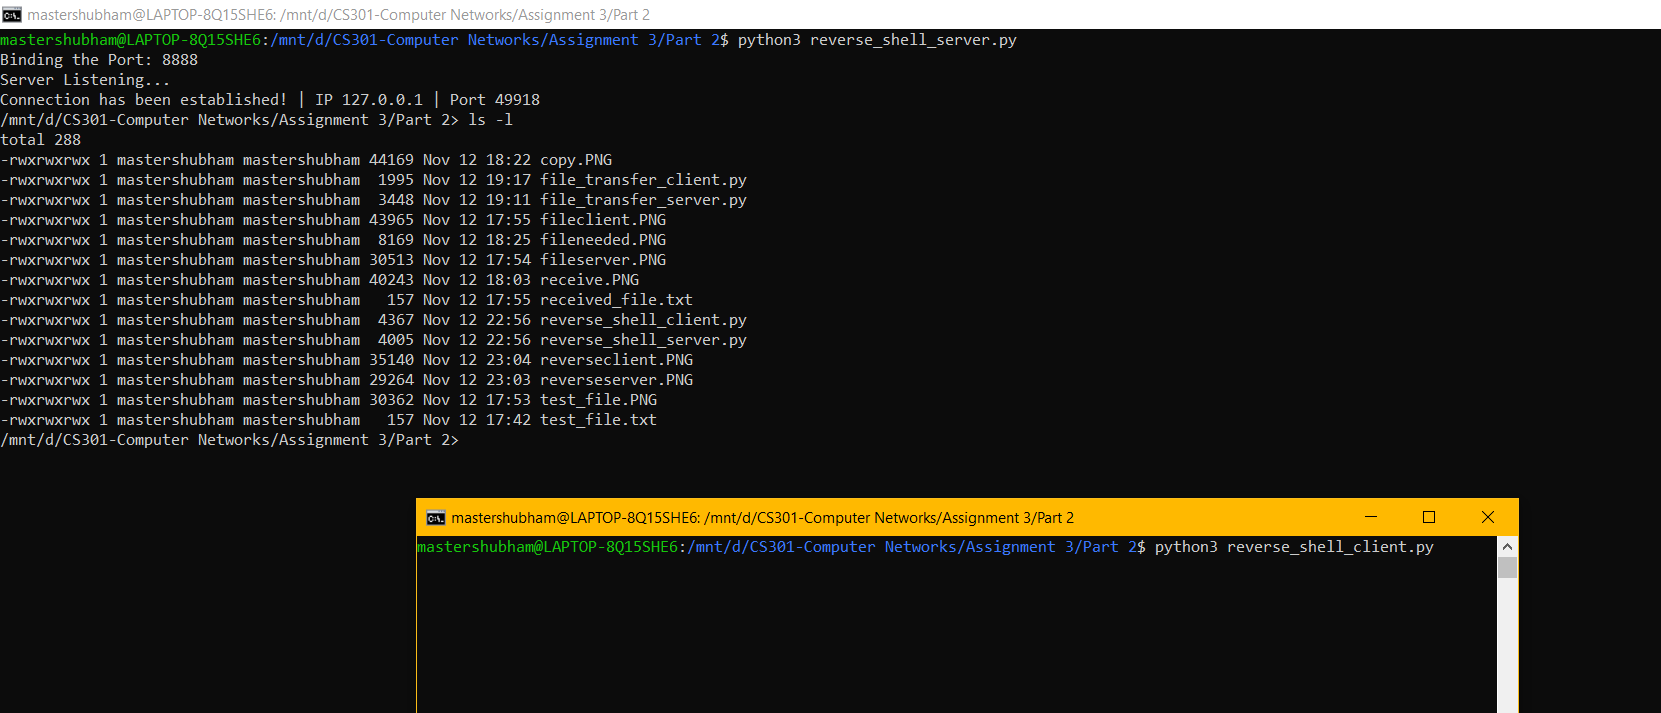 mastershubham@LAPTOP-8Q15SHE6: /mnt/d/CS301-Computer Networks/Assignment 3/Part 2
mastershubham@LAPTOP-8Q15SHE6:/mnt/d/CS301-Computer Networks/Assignment 3/Part 2$ python3 reverse_shell_server.py
Binding the Port: 8888
Server Listening...
Connection has been established! | IP 127.0.0.1 | Port 49918
/mnt/d/CS301-Computer Networks/Assignment 3/Part 2> ls -l
total 288
-rwxrwxrwx 1 mastershubham mastershubham 44169 Nov 12 18:22 copy.PNG
-rwxrwxrwx 1 mastershubham mastershubham  1995 Nov 12 19:17 file_transfer_client.py
-rwxrwxrwx 1 mastershubham mastershubham  3448 Nov 12 19:11 file_transfer_server.py
-rwxrwxrwx 1 mastershubham mastershubham 43965 Nov 12 17:55 fileclient.PNG
-rwxrwxrwx 1 mastershubham mastershubham  8169 Nov 12 18:25 fileneeded.PNG
-rwxrwxrwx 1 mastershubham mastershubham 30513 Nov 12 17:54 fileserver.PNG
-rwxrwxrwx 1 mastershubham mastershubham 40243 Nov 12 18:03 receive.PNG
-rwxrwxrwx 1 mastershubham mastershubham   157 Nov 12 17:55 received_file.txt
-rwxrwxrwx 1 mastershubham mastershubham  4367 Nov 12 22:56 reverse_shell_client.py
-rwxrwxrwx 1 mastershubham mastershubham  4005 Nov 12 22:56 reverse_shell_server.py
-rwxrwxrwx 1 mastershubham mastershubham 35140 Nov 12 23:04 reverseclient.PNG
-rwxrwxrwx 1 mastershubham mastershubham 29264 Nov 12 23:03 reverseserver.PNG
-rwxrwxrwx 1 mastershubham mastershubham 30362 Nov 12 17:53 test_file.PNG
-rwxrwxrwx 1 mastershubham mastershubham   157 Nov 12 17:42 test_file.txt
/mnt/d/CS301-Computer Networks/Assignment 3/Part 2>
mastershubham@LAPTOP-8Q15SHE6: /mnt/d/CS301-Computer Networks/Assignment 3/Part 2
mastershubham@LAPTOP-8Q15SHE6:/mnt/d/CS301-Computer Networks/Assignment 3/Part 2$ python3 reverse_shell_client.py